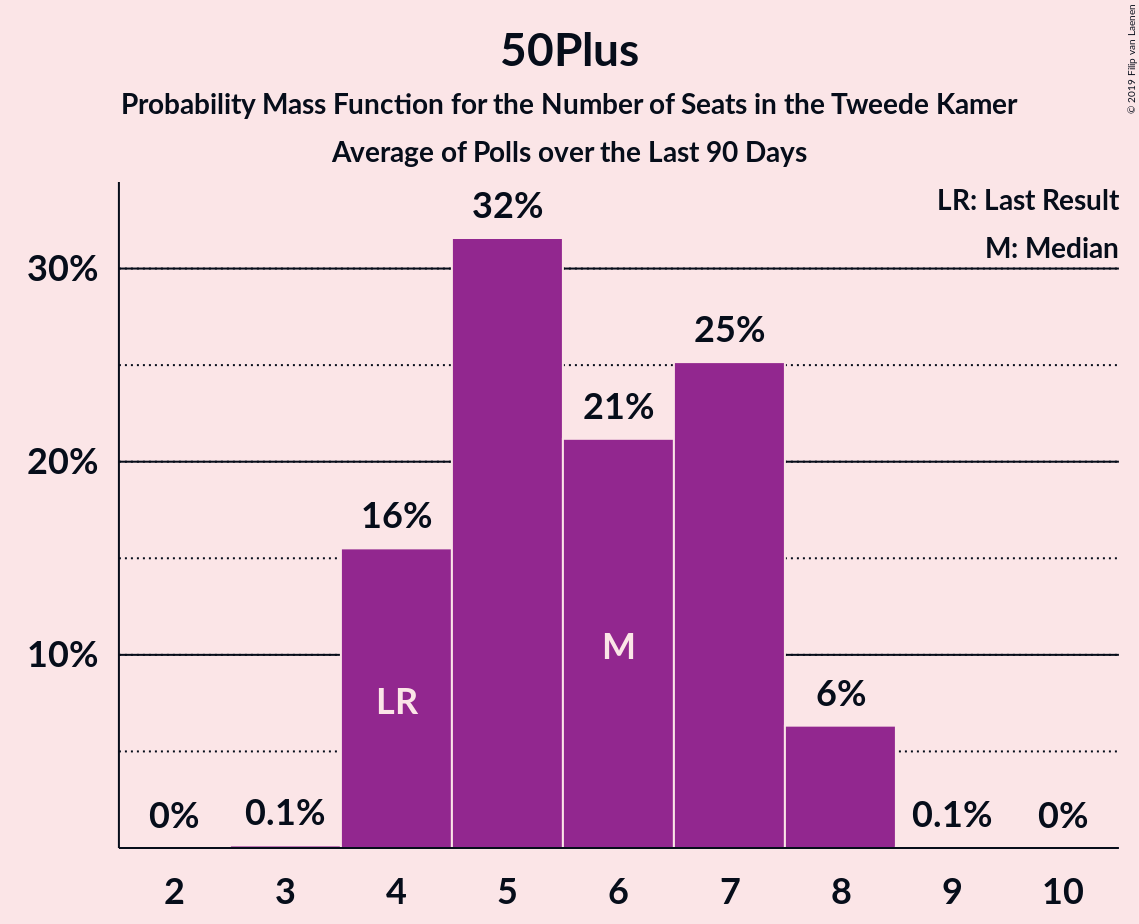 50Plus
Probability Mass Function for the Number of Seats in the Tweede Kamer
Average of Polls over the Last 90 Days
© 2019 Filip van Laenen
LR: Last Result
M: Median
30%
20%
10%
0%
0.1%
16%
32%
21%
25%
6%
0.1%
0%
LR
M
2 3 4 5 6 7 8 9 10